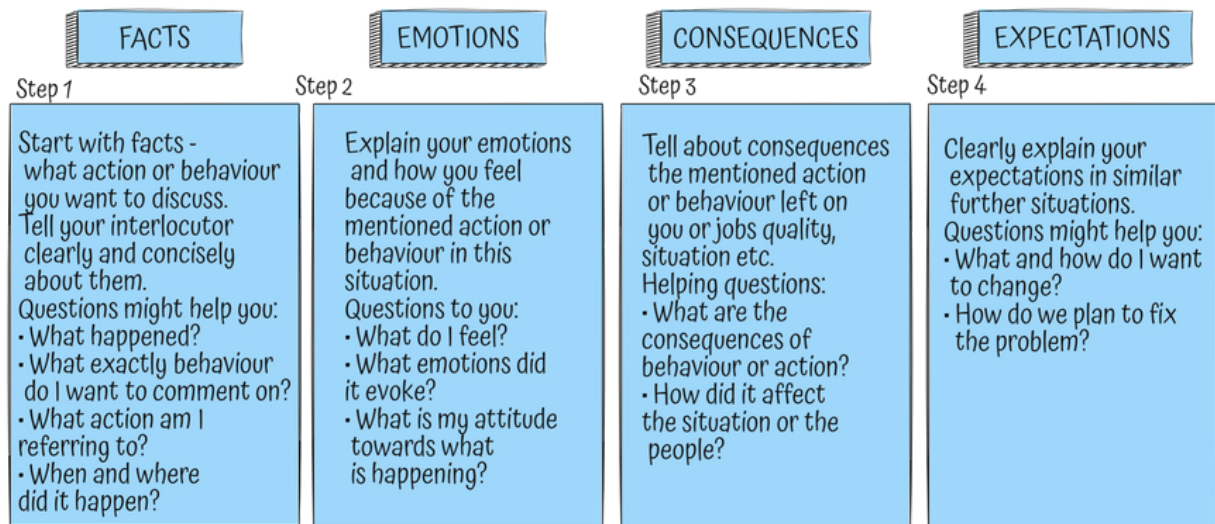 FACTS
Step 1
Start with facts -
what action or behaviour
you want to discuss.
Tell your interlocutor
clearly and concisely
about them.
Questions might help you:
• What happened?
• What exactly behaviour
do I want to comment on?
• What action am I
referring to?
• When and where
did it happen?
EMOTIONS
Step 2
Explain your emotions
and how you feel
because of the
mentioned action or
behaviour in this
situation.
Questions to you:
• What do I feel?
• What emotions did
it evoke?
• What is my attitude
towards what
is happening?
CONSEQUENCES
Step 3
Tell about consequences
the mentioned action
or behaviour left on
you or jobs quality,
situation etc.
Helping questions:
• What are the
consequences of
behaviour or action?
• How did it affect
the situation or the
people?
EXPECTATIONS
Step 4
Clearly explain your
expectations in similar
further situations.
Questions might help you:
• What and how do I want
to change?
• How do we plan to fix
the problem?